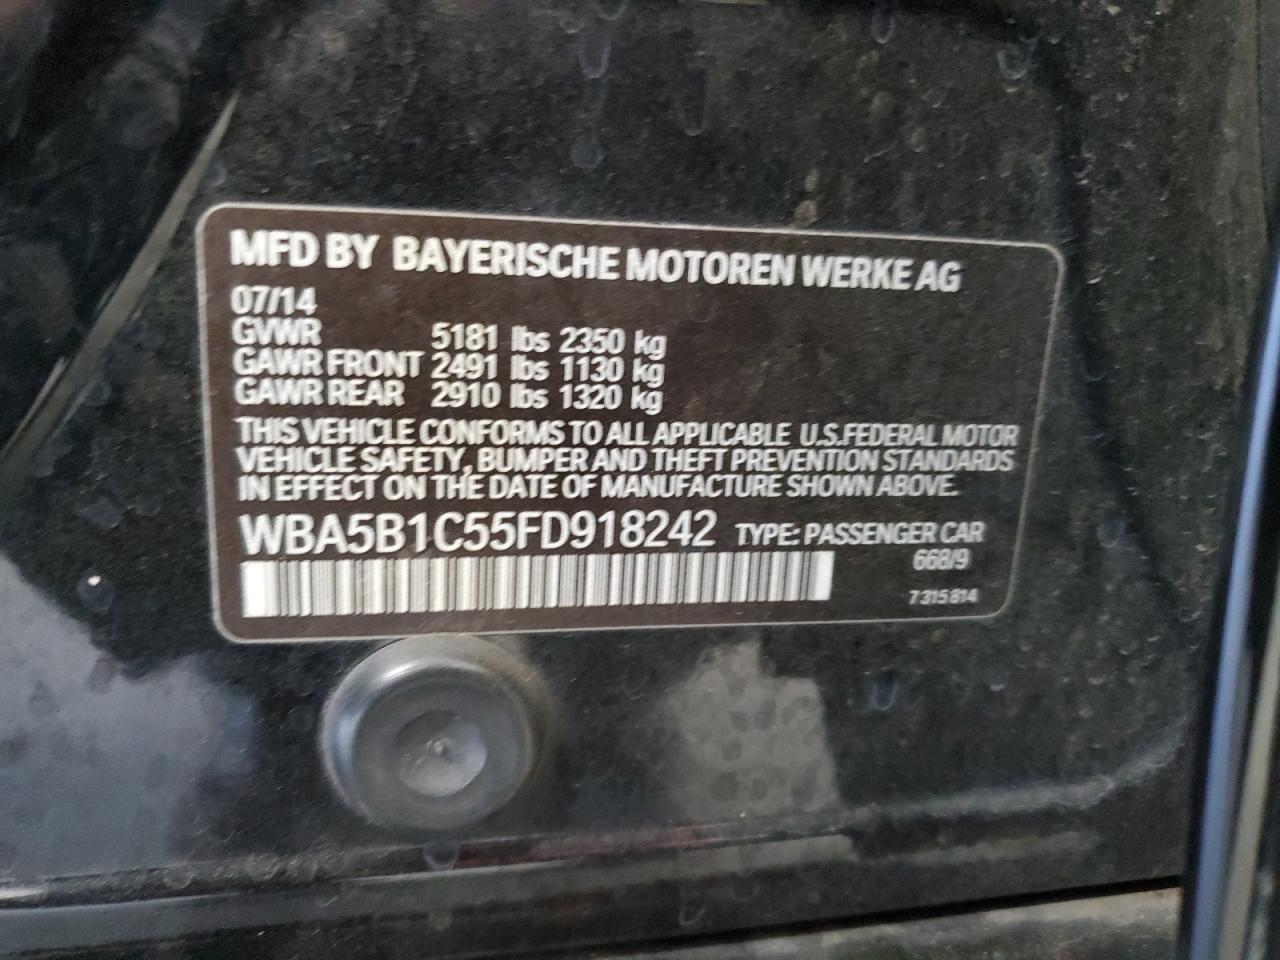 MFD BY BAYERISCHE MOTOREN WERKE AG
07/14
GVWR 5181 lbs 2350 kg
GAWR FRONT 2491 lbs 1130 kg
GAWR REAR 2910 lbs 1320 kg
THIS VEHICLE CONFORMS TO ALL APPLICABLE U.S.FEDERAL MOTOR
VEHICLE SAFETY, BUMPER AND THEFT PREVENTION STANDARDS
IN EFFECT ON THE DATE OF MANUFACTURE SHOWN ABOVE.
WBA5B1C55FD918242 TYPE: PASSENGER CAR
668/9
7 315 814